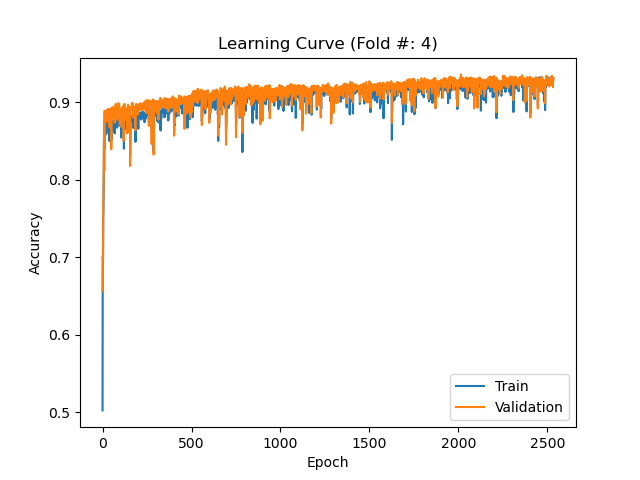 Learning Curve (Fold #: 4)
0.9
0.8
0.7
0.6
0.5
Accuracy
0
500
1000
1500
2000
2500
Epoch
Train
Validation